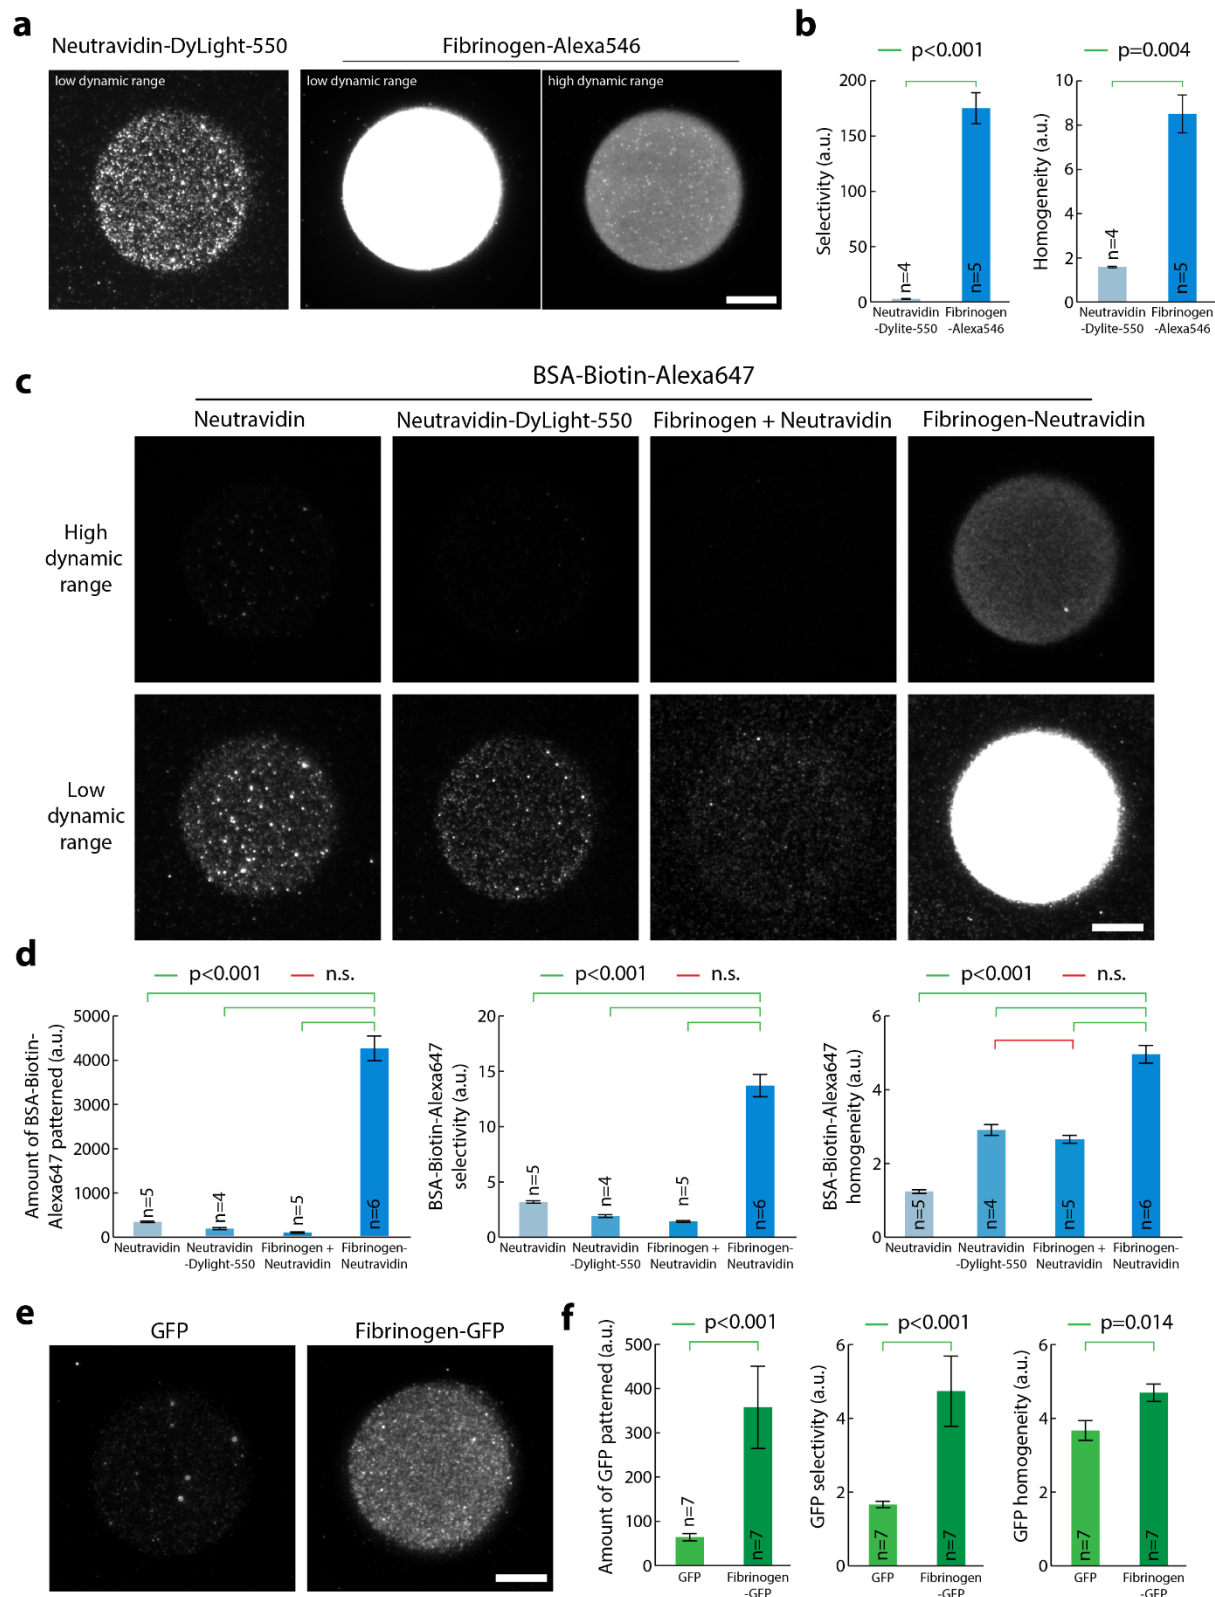 a
Neutravidin-DyLight-550
Fibrinogen-Alexa546
low dynamic range
low dynamic range
high dynamic range
b
p<0.001
Selectivity (a.u.)
200
150
100
50
0
n=4
n=5
Neutravidin
-Dylite-550
Fibrinogen
-Alexa546
p=0.004
Homogeneity (a.u.)
10
8
6
4
2
0
n=4
n=5
Neutravidin
-Dylite-550
Fibrinogen
-Alexa546
c
BSA-Biotin-Alexa647
Neutravidin
Neutravidin-DyLight-550
Fibrinogen + Neutravidin
Fibrinogen-Neutravidin
High
dynamic
range
Low
dynamic
range
d
p<0.001
n.s.
Amount of BSA-Biotin-
Alexa647 patterned (a.u.)
5000
4000
3000
2000
1000
0
n=5
n=4
n=5
n=6
Neutravidin
Neutravidin
-Dylight-550
Fibrinogen +
Neutravidin
Fibrinogen-
Neutravidin
p<0.001
n.s.
BSA-Biotin-Alexa647
selectivity (a.u.)
20
15
10
5
0
n=5
n=4
n=5
n=6
Neutravidin
Neutravidin
-Dylight-550
Fibrinogen +
Neutravidin
Fibrinogen-
Neutravidin
p<0.001
n.s.
BSA-Biotin-Alexa647
homogeneity (a.u.)
6
4
2
0
n=5
n=4
n=5
n=6
Neutravidin
Neutravidin
-Dylight-550
Fibrinogen +
Neutravidin
Fibrinogen-
Neutravidin
e
GFP
Fibrinogen-GFP
f
p<0.001
Amount of GFP patterned (a.u.)
500
400
300
200
100
0
n=7
n=7
GFP
Fibrinogen
-GFP
p<0.001
GFP selectivity (a.u.)
6
4
2
0
n=7
n=7
GFP
Fibrinogen
-GFP
p=0.014
GFP homogeneity (a.u.)
6
4
2
0
n=7
n=7
GFP
Fibrinogen
-GFP